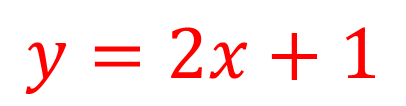 y = 2x + 1